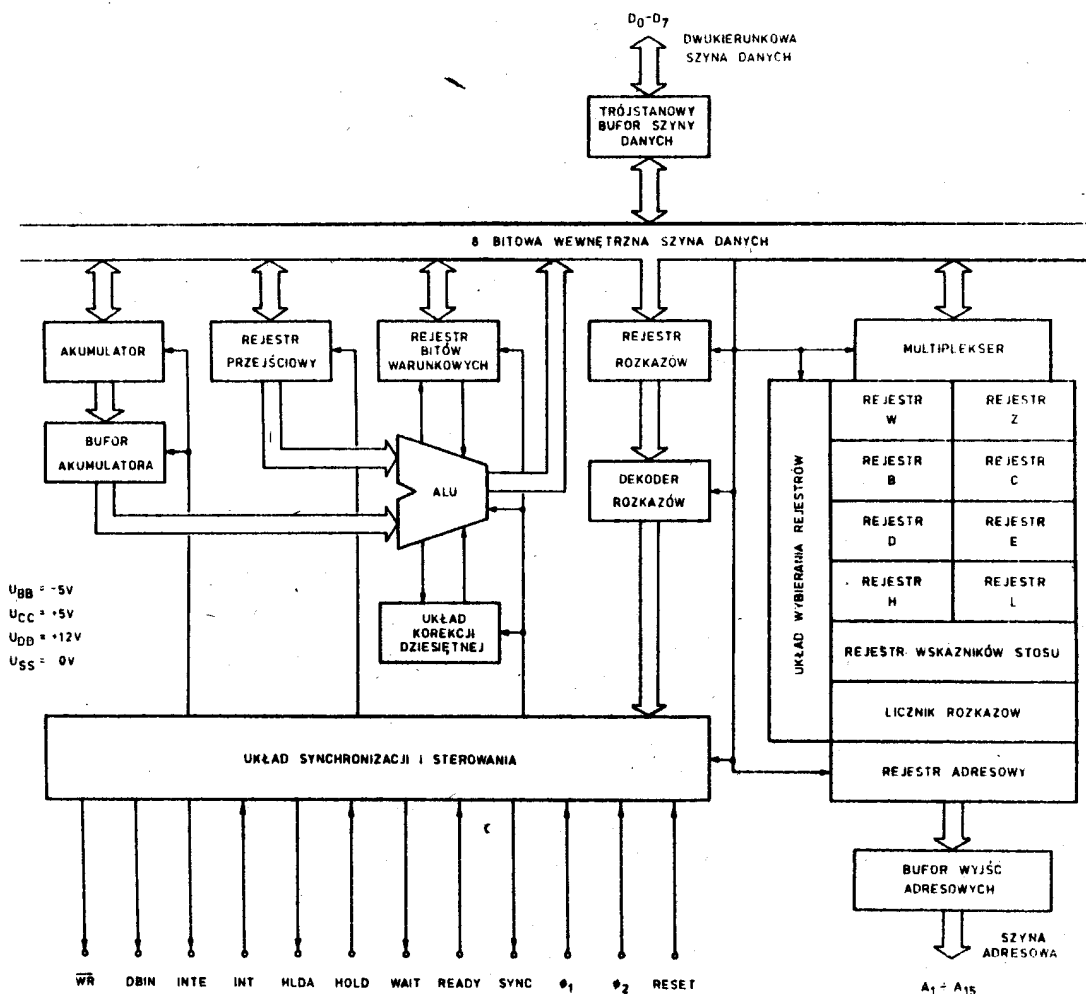 D0-D7
DWUKIERUNKOWA
SZYNA DANYCH
TRÓJSTANOWY
BUFOR SZYNY
DANYCH
8 BITOWA WEWNĘTRZNA SZYNA DANYCH
AKUMULATOR
REJESTR
PRZEJŚCIOWY
REJESTR
BITÓW
WARUNKOWYCH
REJESTR
ROZKAZÓW
MULTIPLEKSER
BUFOR
AKUMULATORA
ALU
DEKODER
ROZKAZÓW
UKŁAD WYBIERANIA REJESTRÓW
REJESTR
W
REJESTR
Z
REJESTR
B
REJESTR
C
REJESTR
D
REJESTR
E
REJESTR
H
REJESTR
L
REJESTR WSKAZNIKÓW STOSU
LICZNIK ROZKAZOW
REJESTR ADRESOWY
UBB = -5V
UCC = +5V
UDD = +12V
USS = 0V
UKŁAD
KOREKCJI
DZIESIĘTNEJ
UKŁAD SYNCHRONIZACJI I STEROWANIA
BUFOR WYJŚĆ
ADRESOWYCH
SZYNA
ADRESOWA
A1 ÷ A15
W̅R̅ DBIN INTE INT HLDA HOLD WAIT READY SYNC ϕ1 ϕ2 RESET